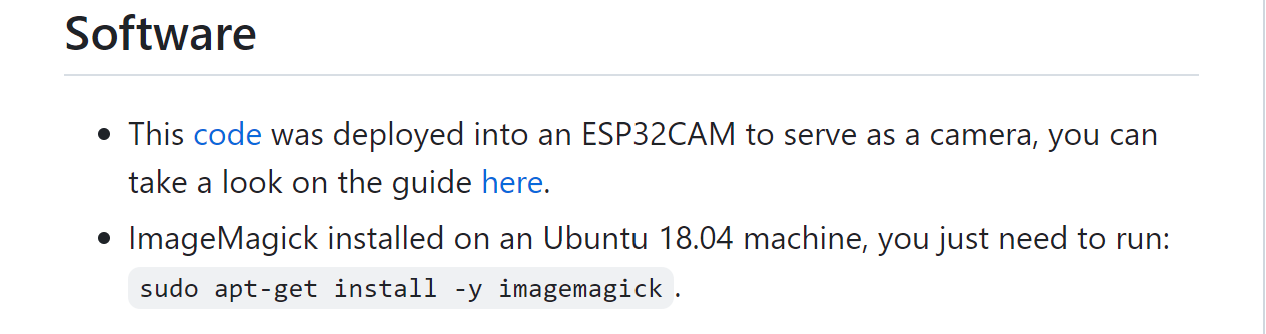 Software
This code was deployed into an ESP32CAM to serve as a camera, you can
take a look on the guide here.
ImageMagick installed on an Ubuntu 18.04 machine, you just need to run:
sudo apt-get install -y imagemagick.